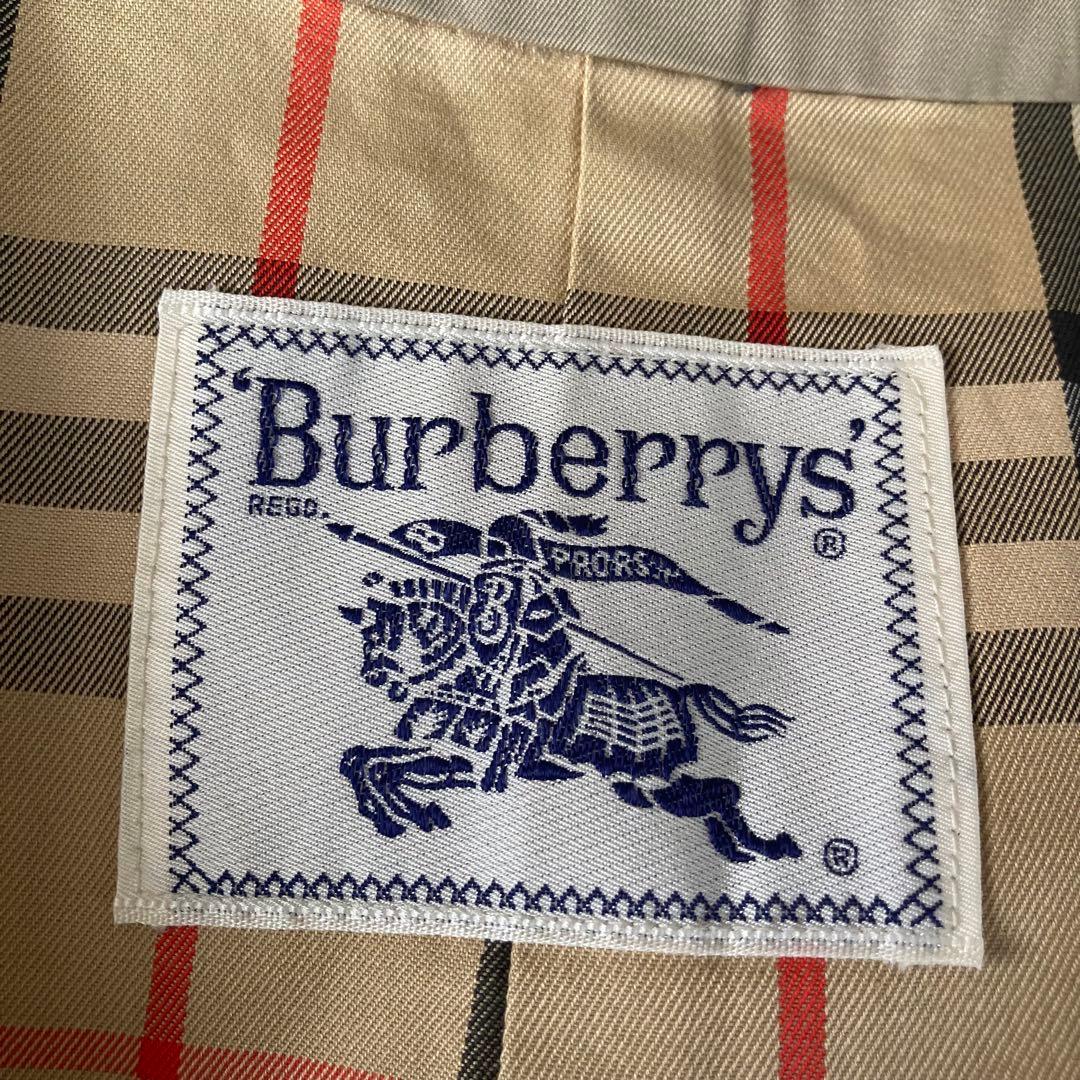 'Burberrys'
REGD. ®
B PRORSUM
B
®